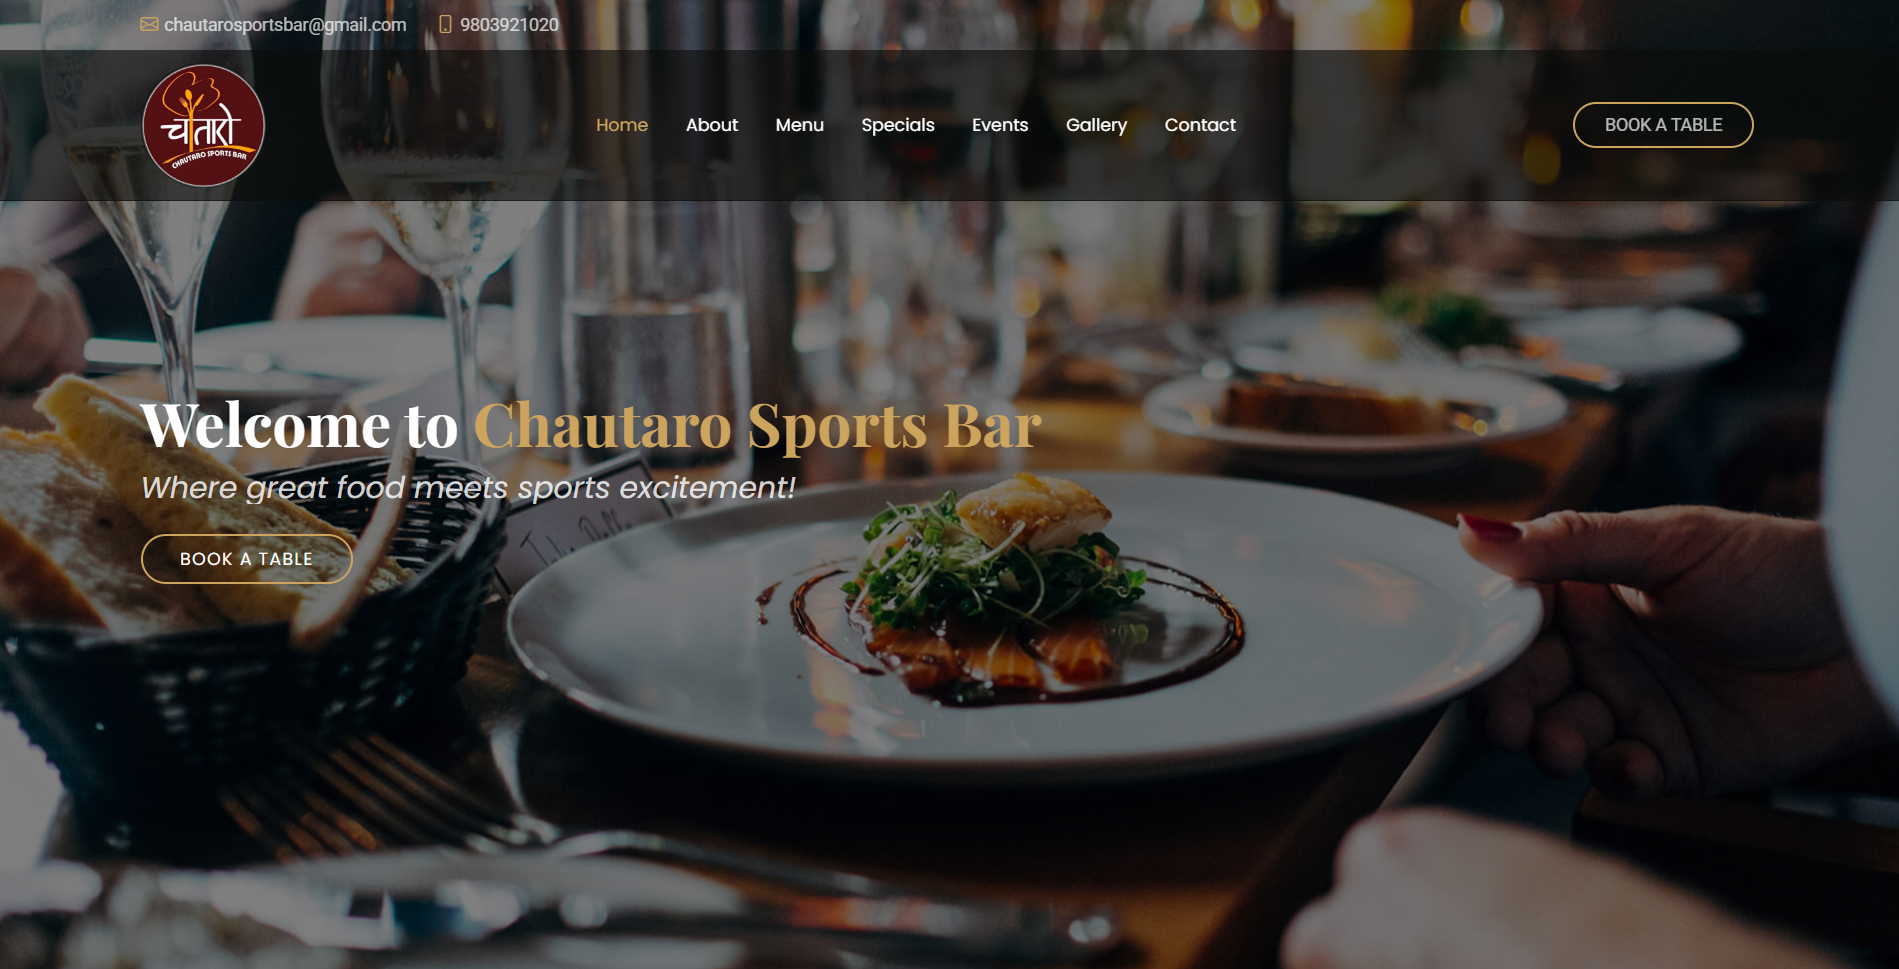 chautarosportsbar@gmail.com 9803921020
चौतारो
CHAUTARO SPORTS BAR
Home About Menu Specials Events Gallery Contact
BOOK A TABLE
Welcome to Chautaro Sports Bar
Where great food meets sports excitement!
BOOK A TABLE